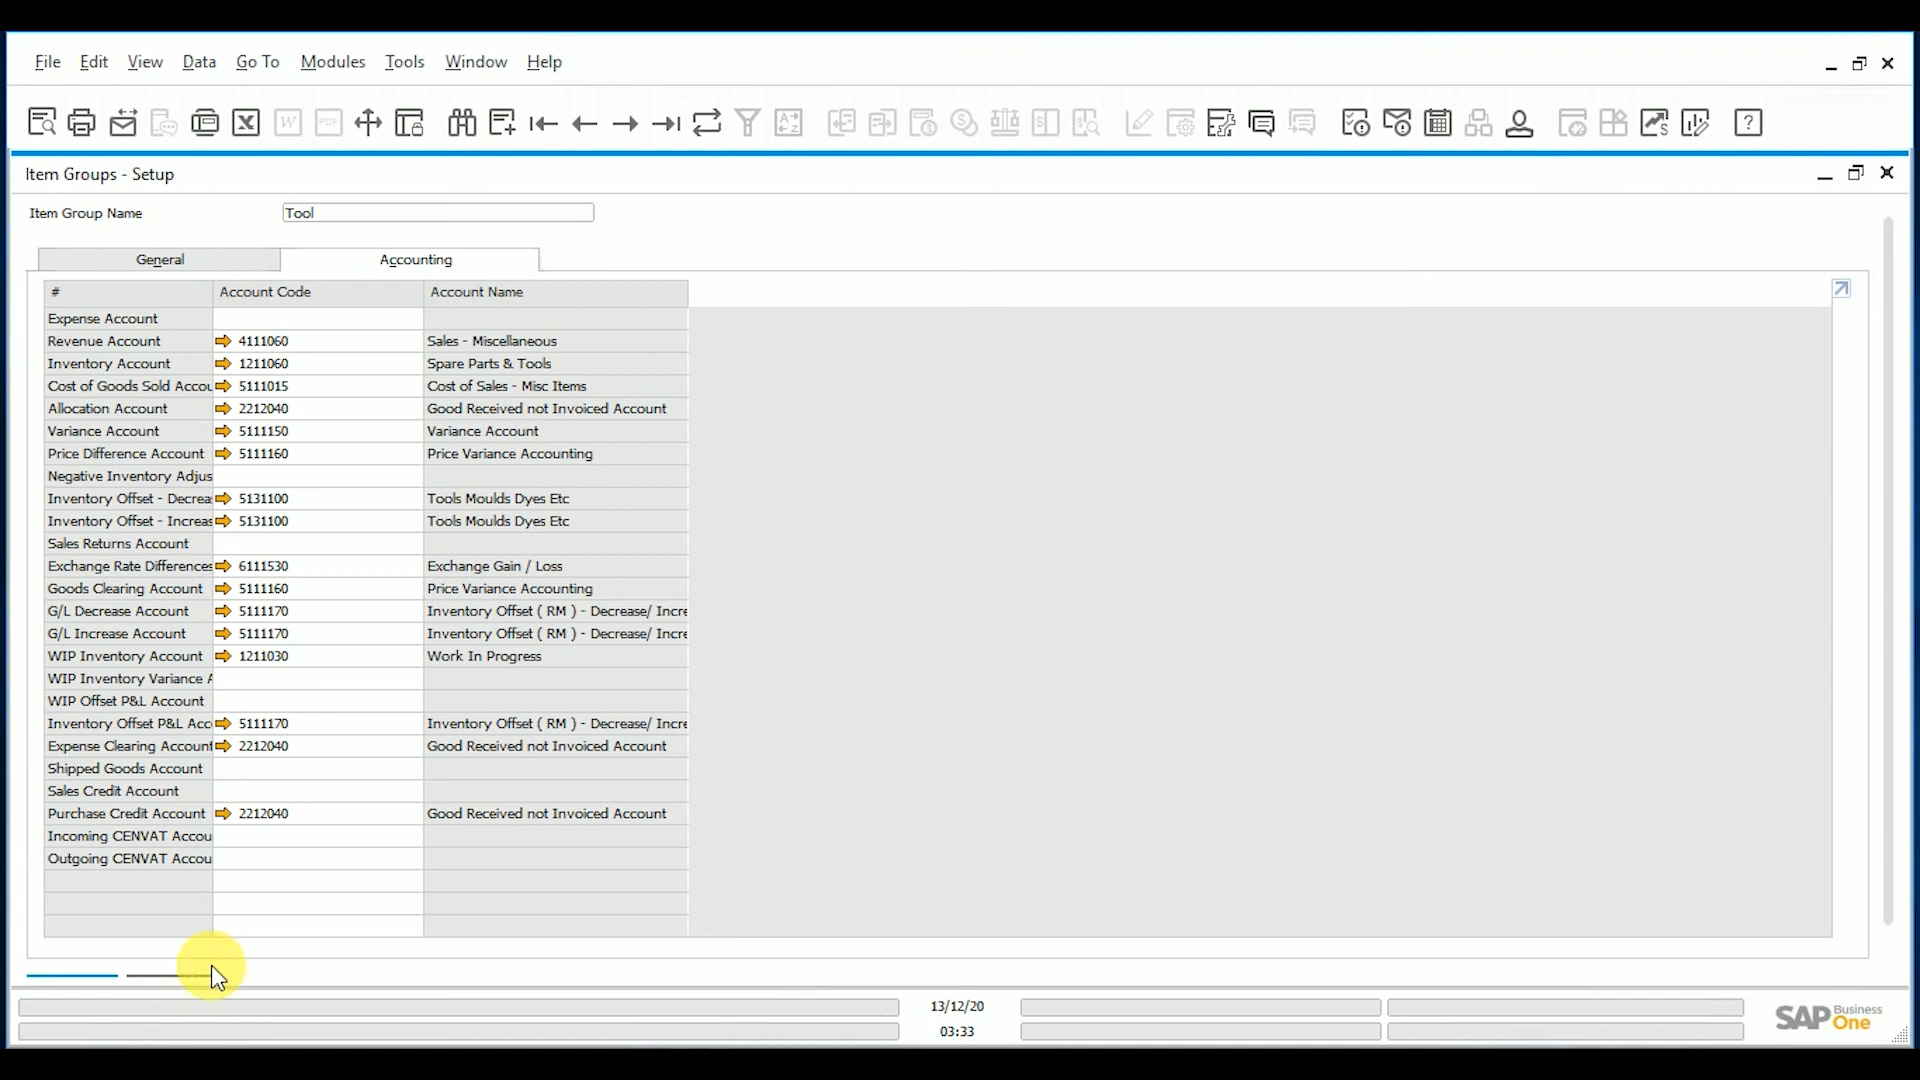 File Edit View Data Go To Modules Tools Window Help
Item Groups - Setup
Item Group Name Tool
General Accounting
# Account Code Account Name
Expense Account
Revenue Account 4111060 Sales - Miscellaneous
Inventory Account 1211060 Spare Parts & Tools
Cost of Goods Sold Accou 5111015 Cost of Sales - Misc Items
Allocation Account 2212040 Good Received not Invoiced Account
Variance Account 5111150 Variance Account
Price Difference Account 5111160 Price Variance Accounting
Negative Inventory Adjus
Inventory Offset - Decreas 5131100 Tools Moulds Dyes Etc
Inventory Offset - Increas 5131100 Tools Moulds Dyes Etc
Sales Returns Account
Exchange Rate Differences 6111530 Exchange Gain / Loss
Goods Clearing Account 5111160 Price Variance Accounting
G/L Decrease Account 5111170 Inventory Offset ( RM ) - Decrease/ Incre
G/L Increase Account 5111170 Inventory Offset ( RM ) - Decrease/ Incre
WIP Inventory Account 1211030 Work In Progress
WIP Inventory Variance A
WIP Offset P&L Account
Inventory Offset P&L Acc 5111170 Inventory Offset ( RM ) - Decrease/ Incre
Expense Clearing Account 2212040 Good Received not Invoiced Account
Shipped Goods Account
Sales Credit Account
Purchase Credit Account 2212040 Good Received not Invoiced Account
Incoming CENVAT Accou
Outgoing CENVAT Accou
13/12/20
03:33
SAP Business One